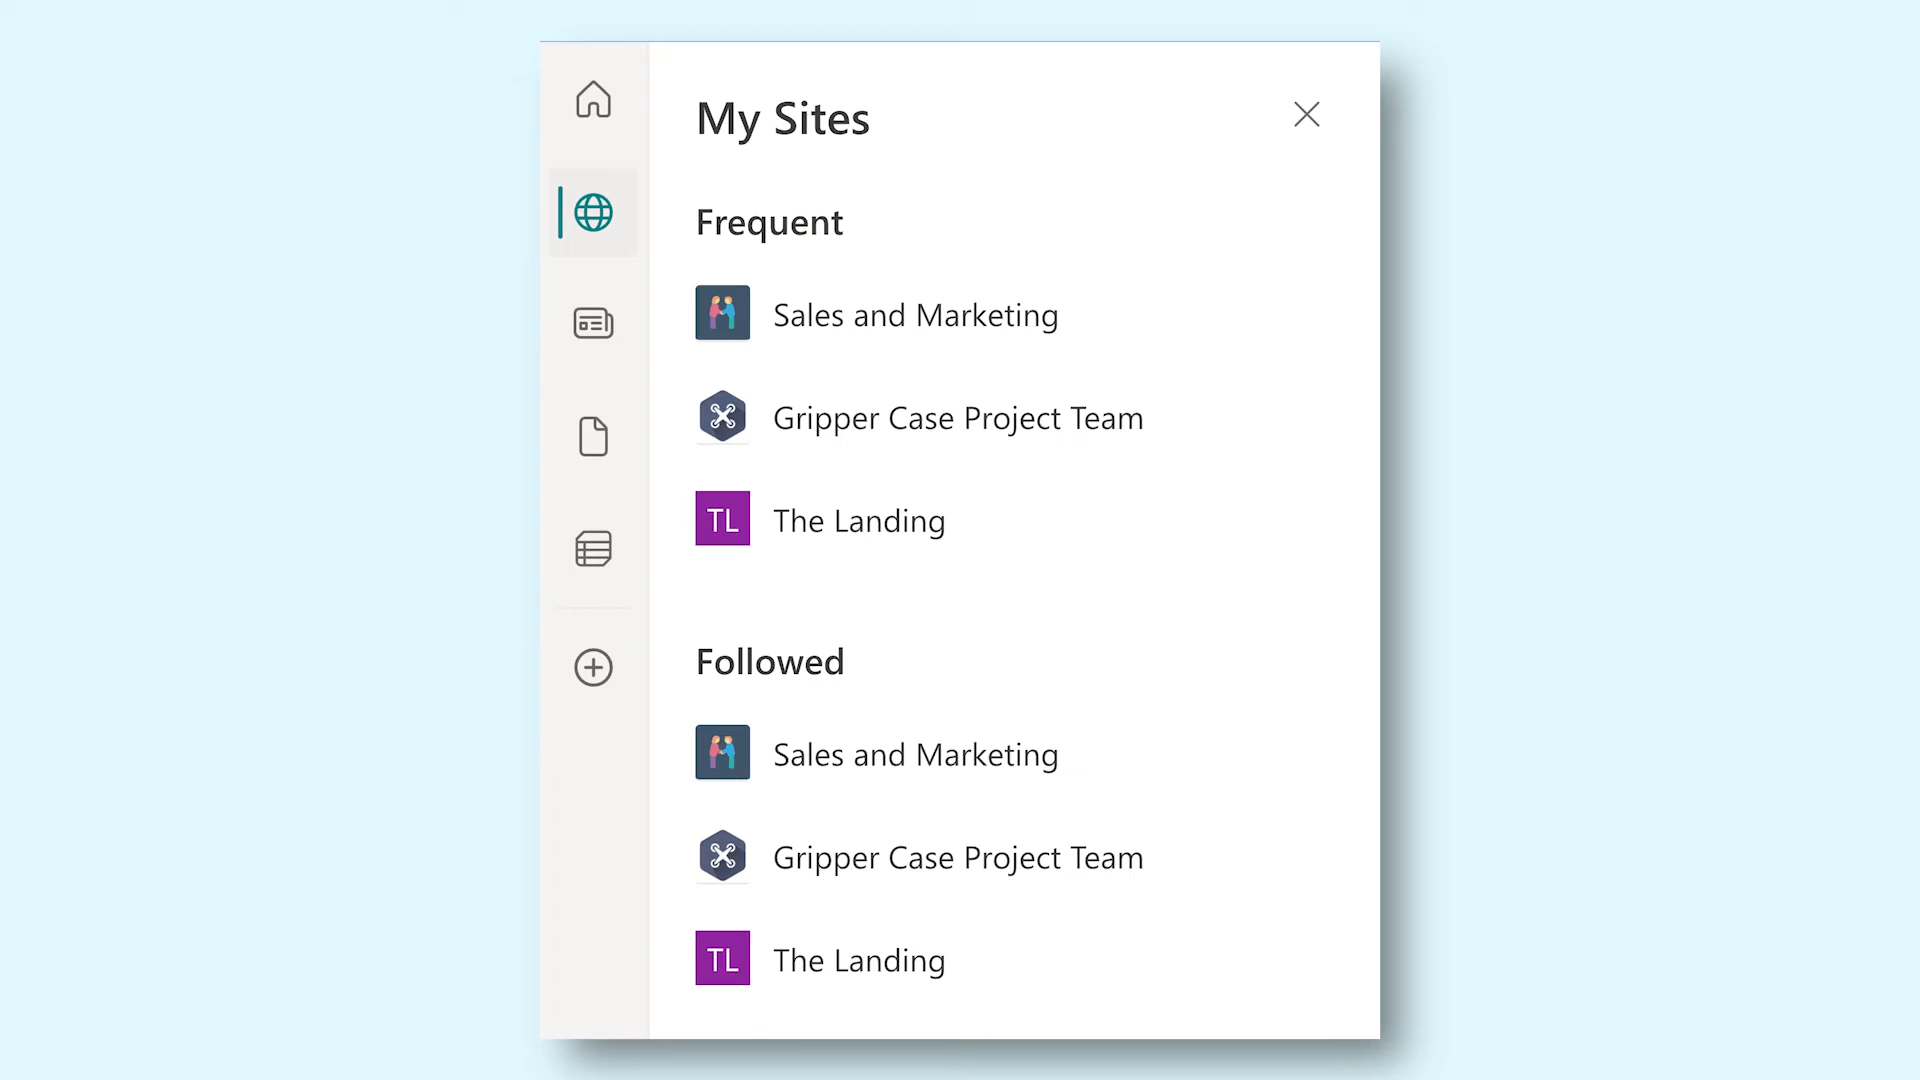 My Sites
Frequent
Sales and Marketing
Gripper Case Project Team
TL The Landing
Followed
Sales and Marketing
Gripper Case Project Team
TL The Landing